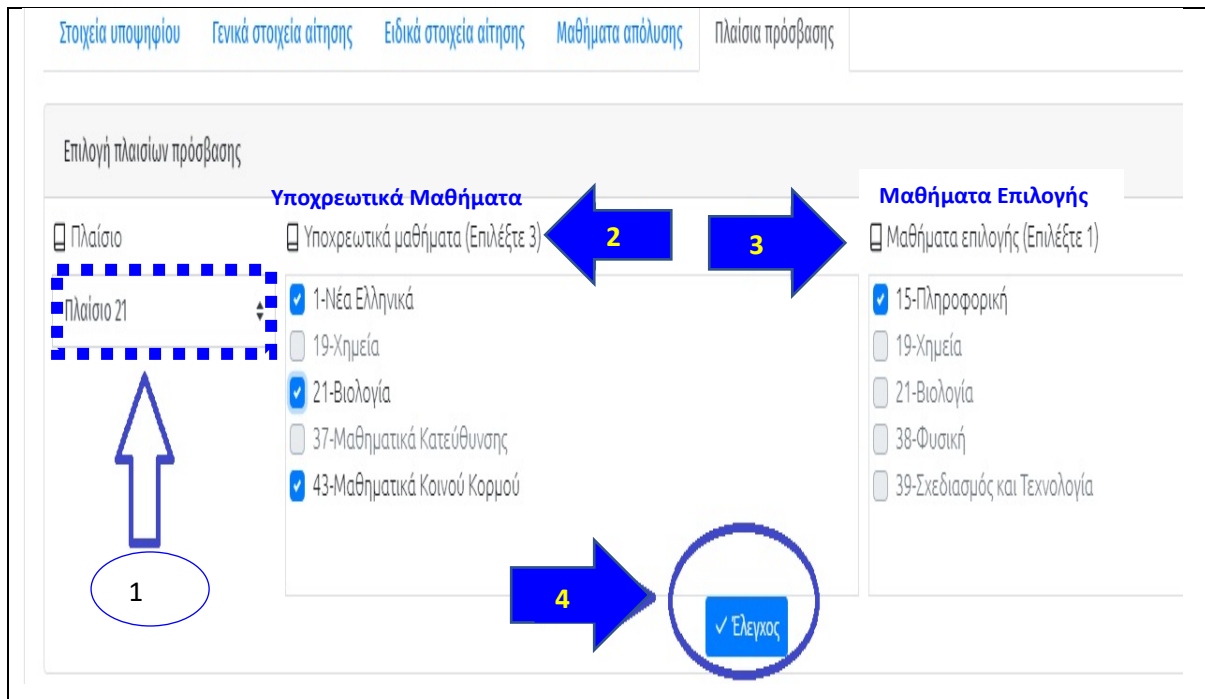 Στοιχεία υποψηφίου Γενικά στοιχεία αίτησης Ειδικά στοιχεία αίτησης Μαθήματα απόλυσης Πλαίσια πρόσβασης
Επιλογή πλαισίων πρόσβασης
Υποχρεωτικά Μαθήματα Μαθήματα Επιλογής
Πλαίσιο Υποχρεωτικά μαθήματα (Επιλέξτε 3) 2 3 Μαθήματα επιλογής (Επιλέξτε 1)
Πλαίσιο 21 1-Νέα Ελληνικά 15-Πληροφορική
19-Χημεία 19-Χημεία
21-Βιολογία 21-Βιολογία
37-Μαθηματικά Κατεύθυνσης 38-Φυσική
43-Μαθηματικά Κοινού Κορμού 39-Σχεδιασμός και Τεχνολογία
1 4
Έλεγχος